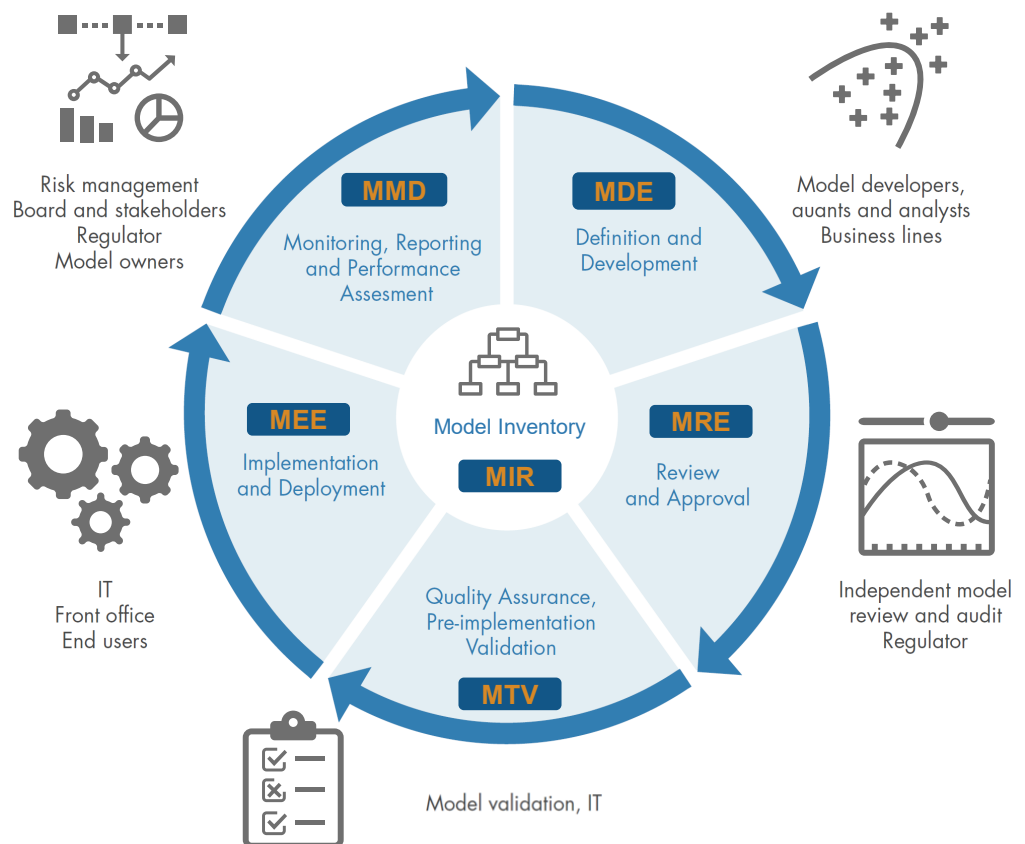 MMD
Monitoring, Reporting
and Performance
Assesment
MDE
Definition and
Development
Risk management
Board and stakeholders
Regulator
Model owners
Model developers,
auants and analysts
Business lines
MEE
Implementation
and Deployment
Model Inventory
MIR
MRE
Review
and Approval
IT
Front office
End users
Quality Assurance,
Pre-implementation
Validation
MTV
Independent model
review and audit
Regulator
Model validation, IT